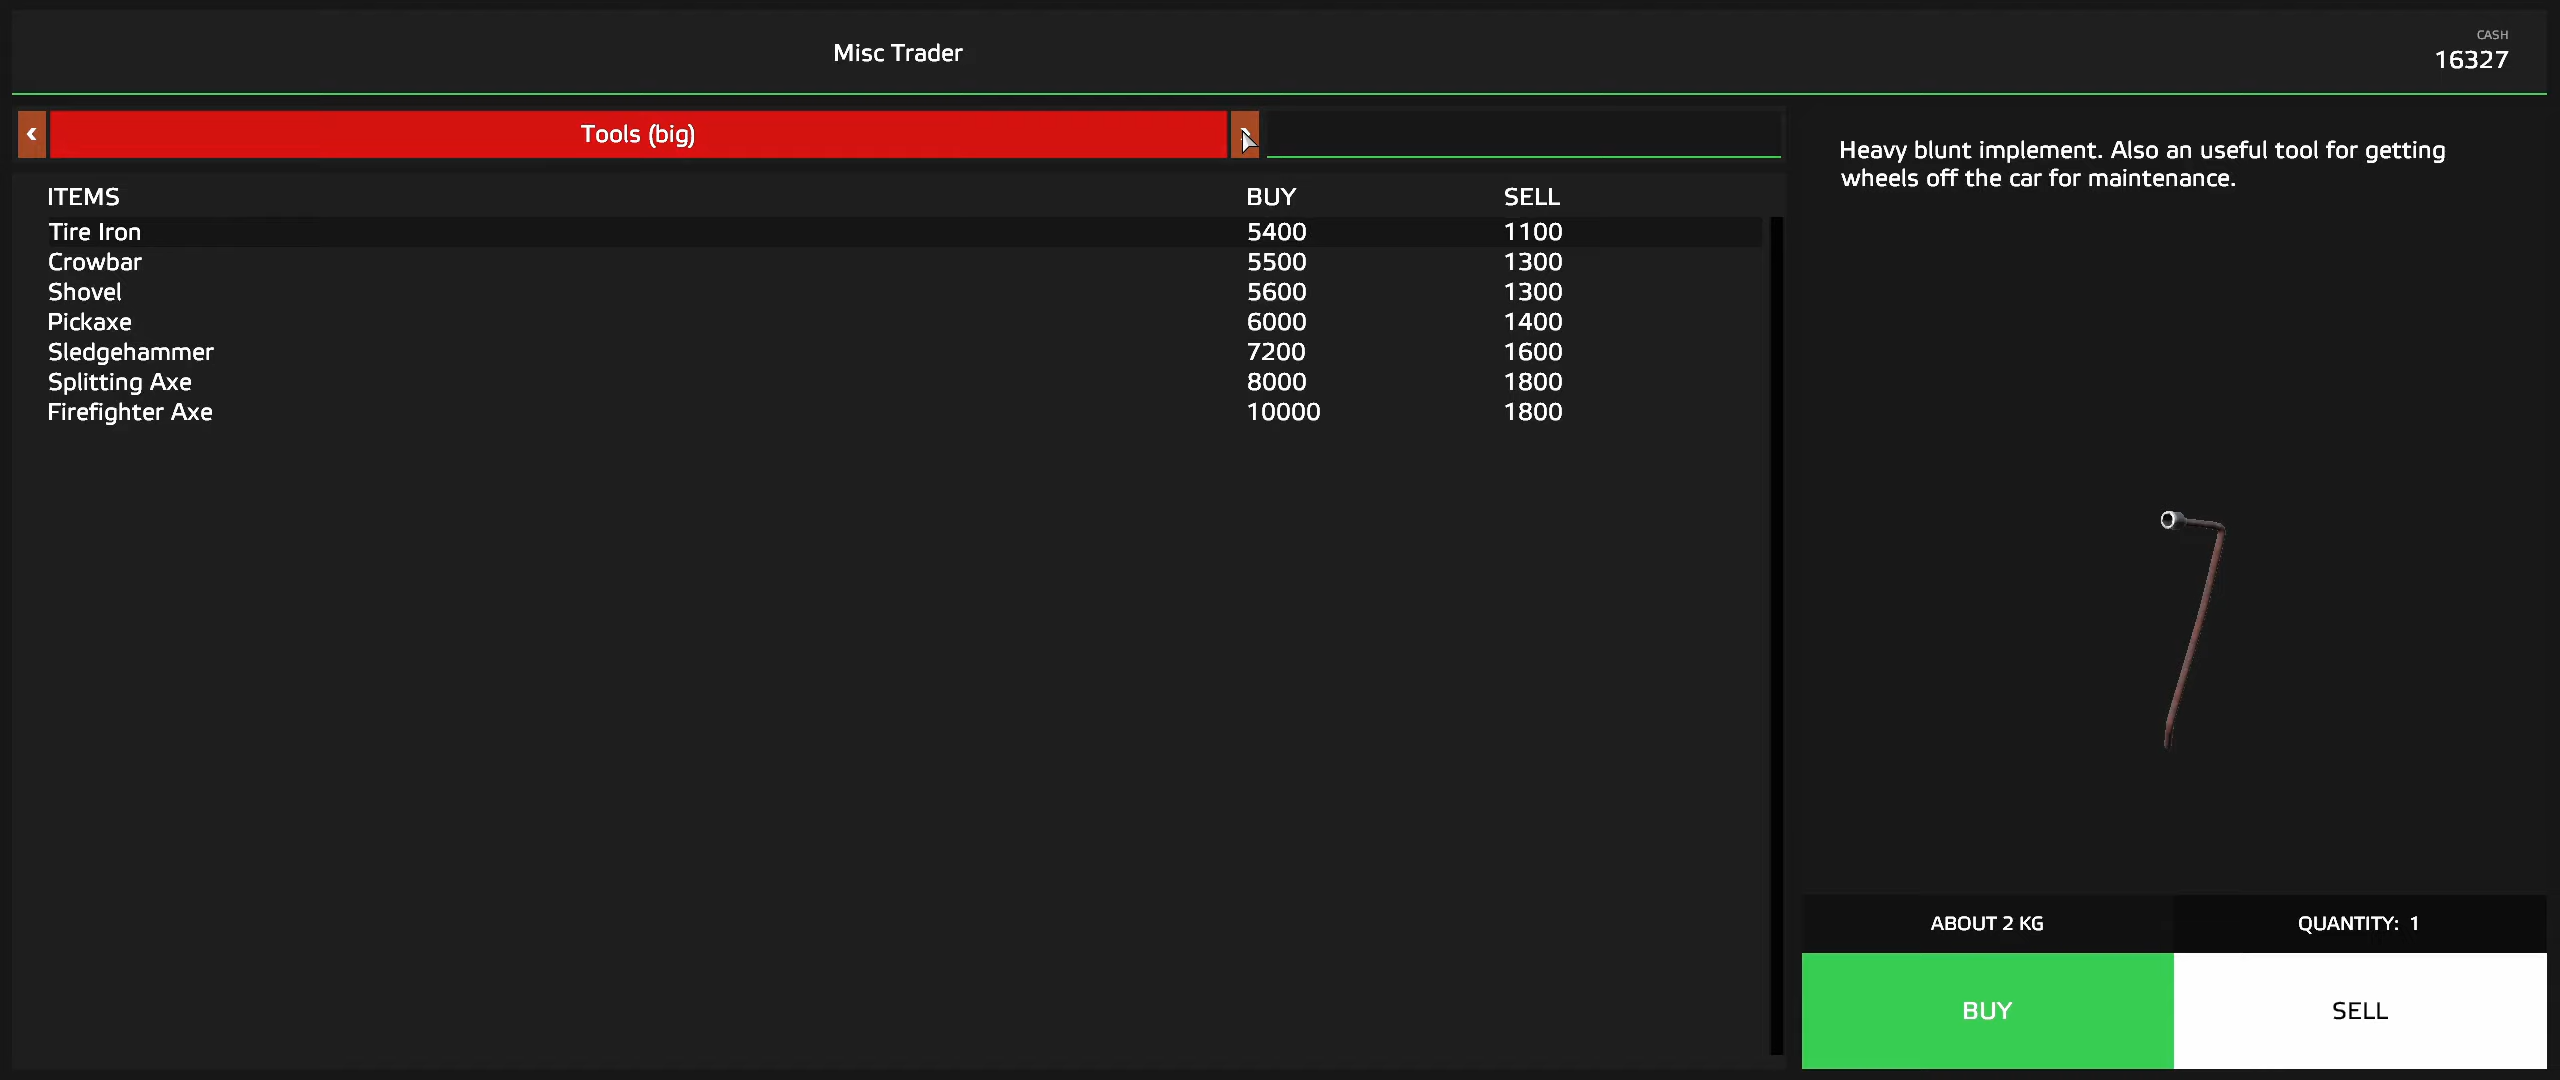 Misc Trader
CASH
16327
Tools (big)
Heavy blunt implement. Also an useful tool for getting
wheels off the car for maintenance.
ITEMS BUY SELL
Tire Iron 5400 1100
Crowbar 5500 1300
Shovel 5600 1300
Pickaxe 6000 1400
Sledgehammer 7200 1600
Splitting Axe 8000 1800
Firefighter Axe 10000 1800
ABOUT 2 KG QUANTITY: 1
BUY SELL